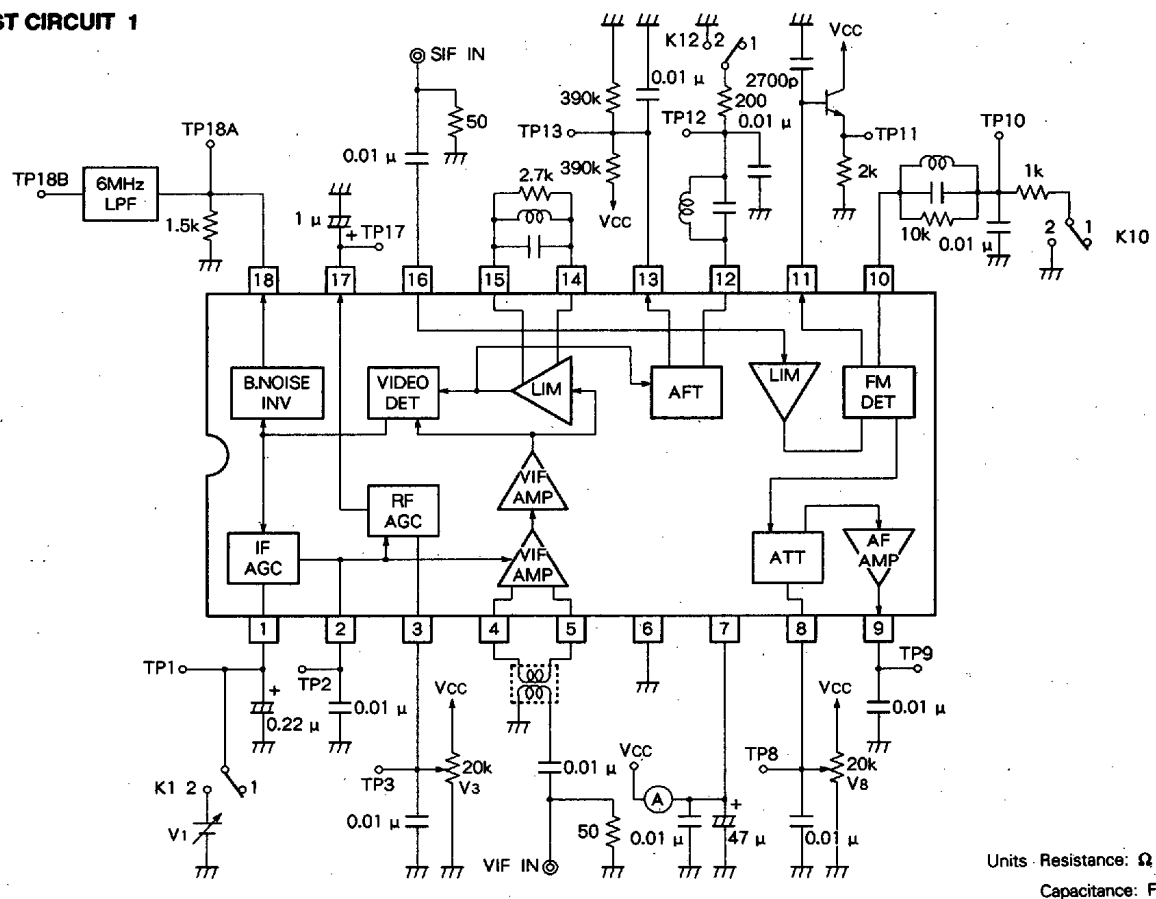 ST CIRCUIT 1
SIF IN
50
0.01 μ
TP18A
TP18B
6MHz
LPF
1.5k
1 μ
+
TP17
2.7k
390k
TP13
390k
VCC
0.01 μ
K12 2 1
200
TP12
0.01 μ
2700p
VCC
TP11
2k
TP10
10k
1k
0.01 μ
2 1
K10
18 17 16 15 14 13 12 11 10
B.NOISE
INV
VIDEO
DET
LIM
AFT
LIM
FM
DET
VIF
AMP
RF
AGC
IF
AGC
VIF
AMP
ATT
AF
AMP
1 2 3 4 5 6 7 8 9
TP1
+
0.22 μ
K1 2 1
V1
TP2
0.01 μ
VCC
TP3
20k
V3
0.01 μ
0.01 μ
50
VIF IN
VCC
A
0.01 μ
+
47 μ
TP8
VCC
20k
V8
0.01 μ
TP9
0.01 μ
Units Resistance: Ω
Capacitance: F